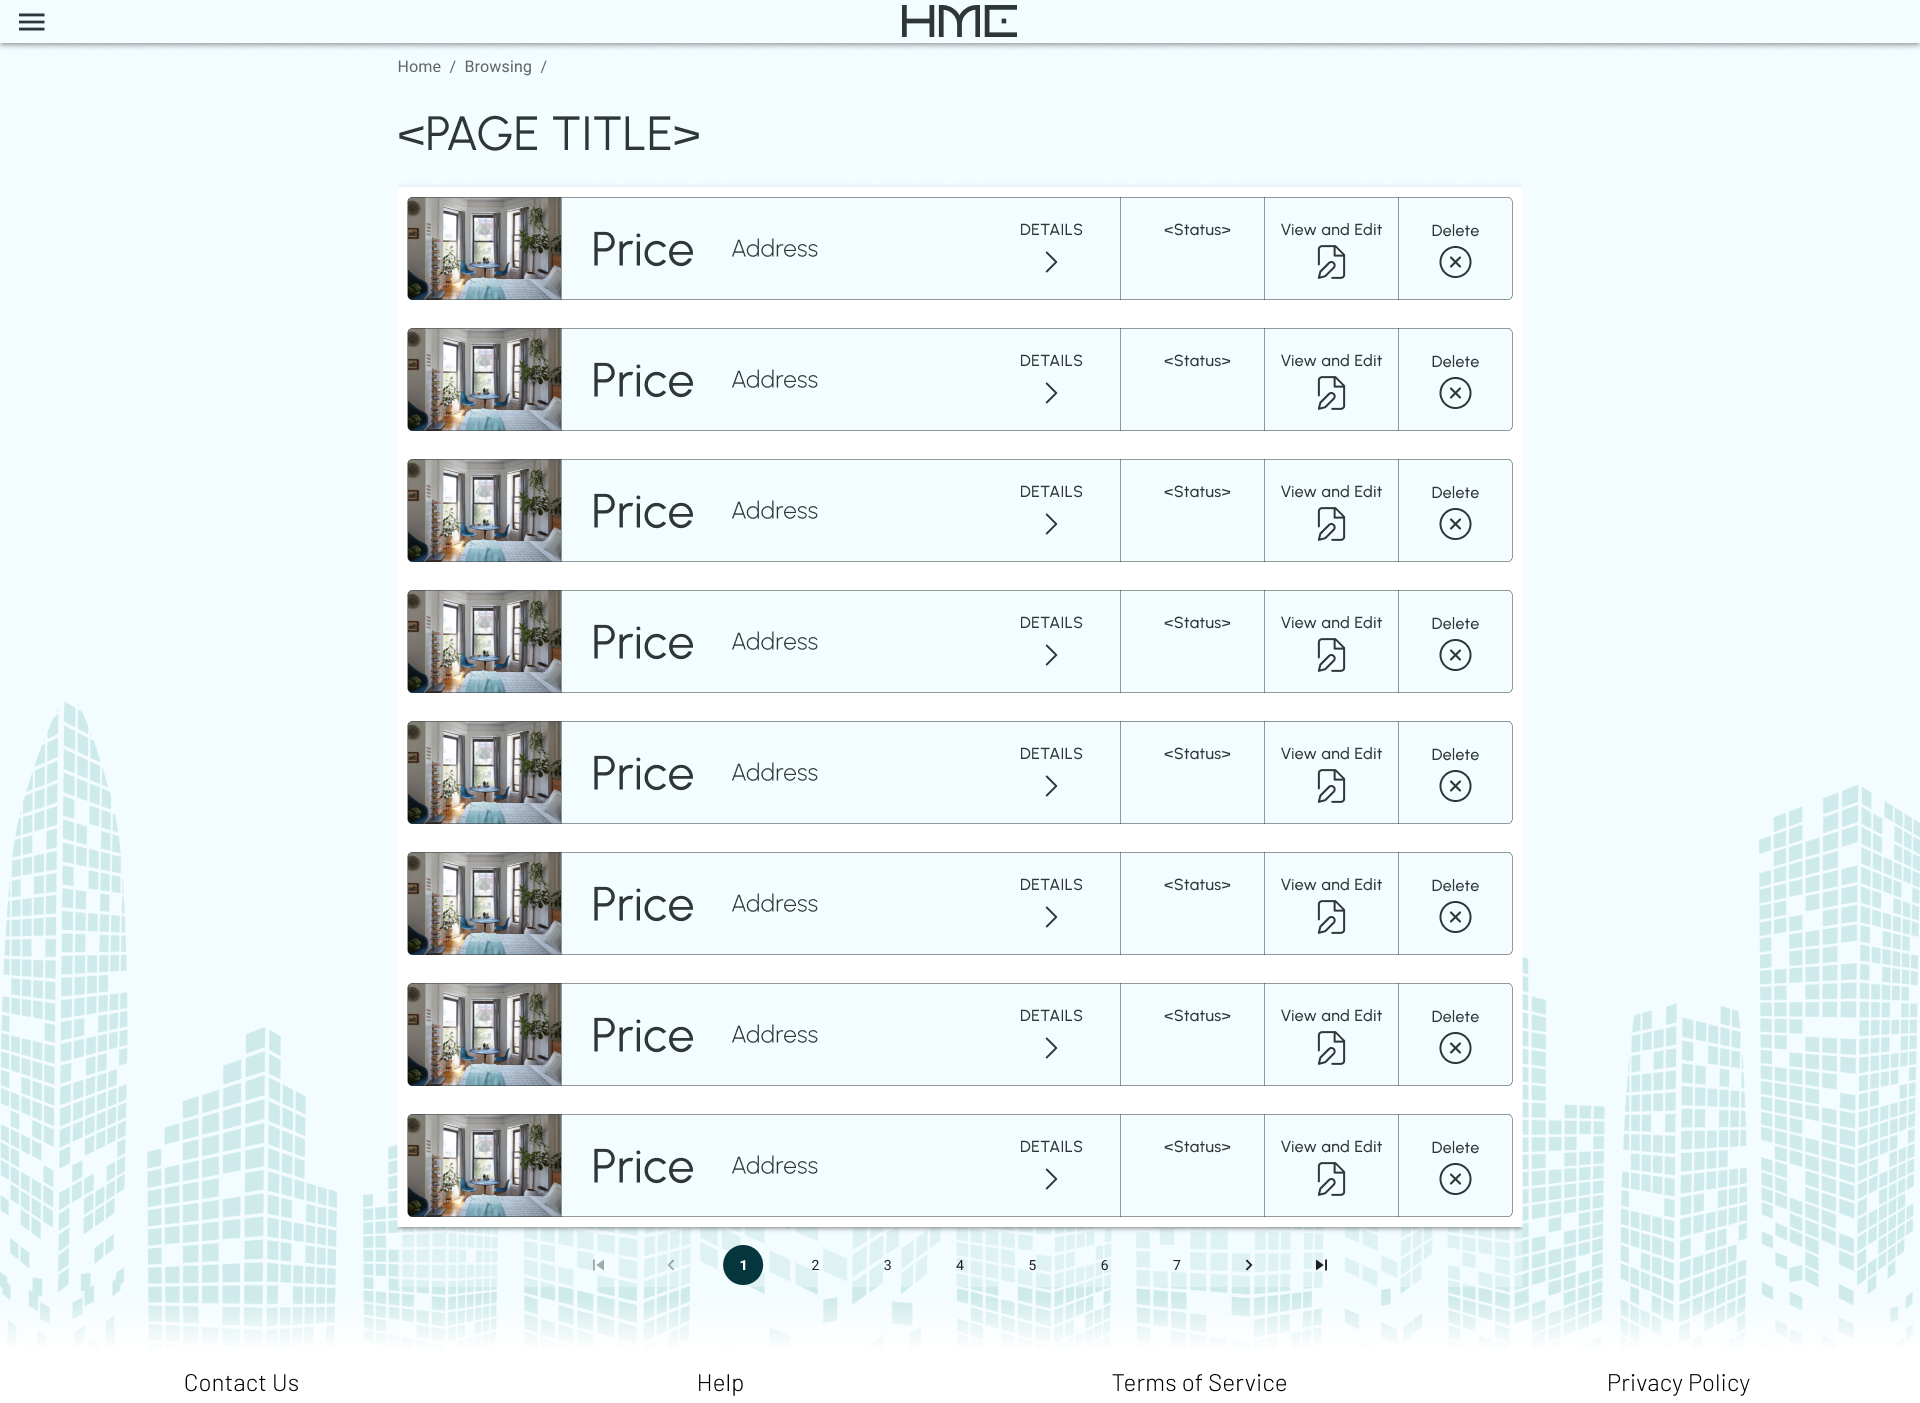 HME
Home / Browsing /
<PAGE TITLE>
Price Address DETAILS <Status> View and Edit Delete
Price Address DETAILS <Status> View and Edit Delete
Price Address DETAILS <Status> View and Edit Delete
Price Address DETAILS <Status> View and Edit Delete
Price Address DETAILS <Status> View and Edit Delete
Price Address DETAILS <Status> View and Edit Delete
Price Address DETAILS <Status> View and Edit Delete
Price Address DETAILS <Status> View and Edit Delete
1 2 3 4 5 6 7
Contact Us Help Terms of Service Privacy Policy